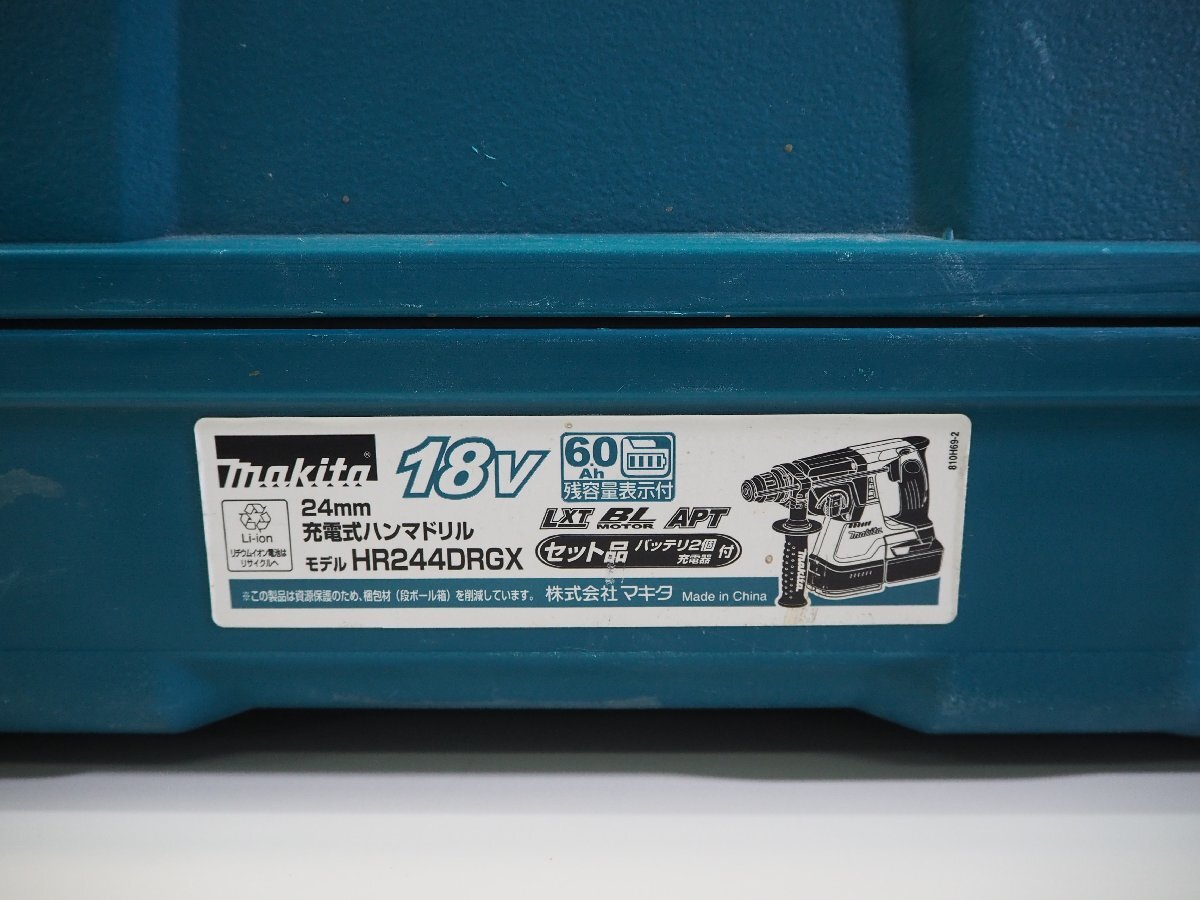 makita®
18V
6.0
Ah
残容量表示付
Li-ion
リチウムイオン電池は
リサイクルへ
24mm
充電式ハンマドリル
モデル HR244DRGX
LXT BL MOTOR APT
セット品 バッテリ2個 充電器 付
※この製品は資源保護のため、梱包材(段ボール箱)を削減しています。 株式会社マキタ Made in China
makita
makita
810H69-2